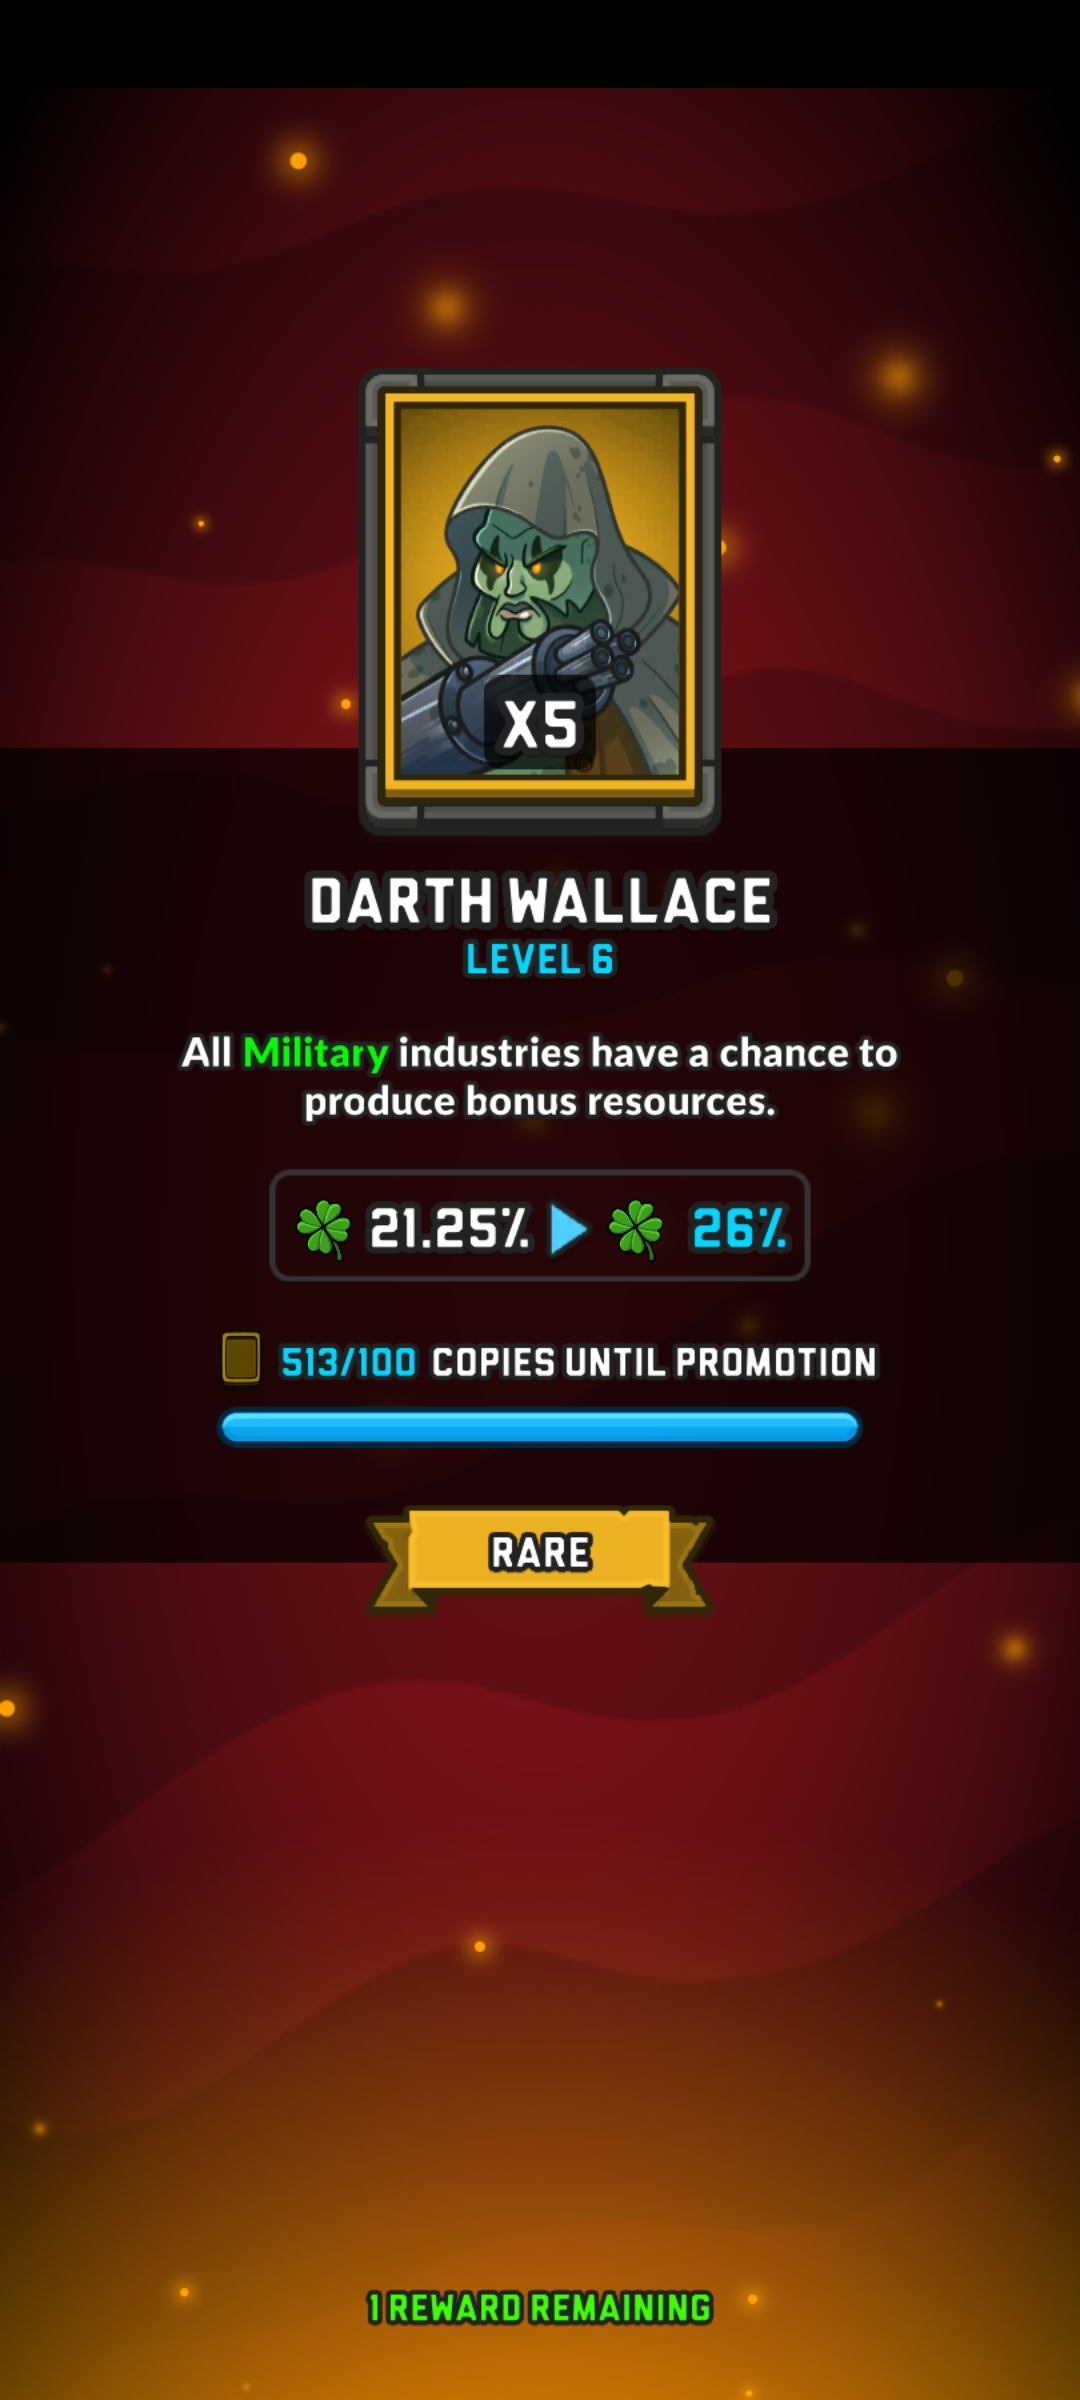 X5
DARTH WALLACE
LEVEL 6
All Military industries have a chance to
produce bonus resources.
21.25% 26%
513/100 COPIES UNTIL PROMOTION
RARE
1 REWARD REMAINING